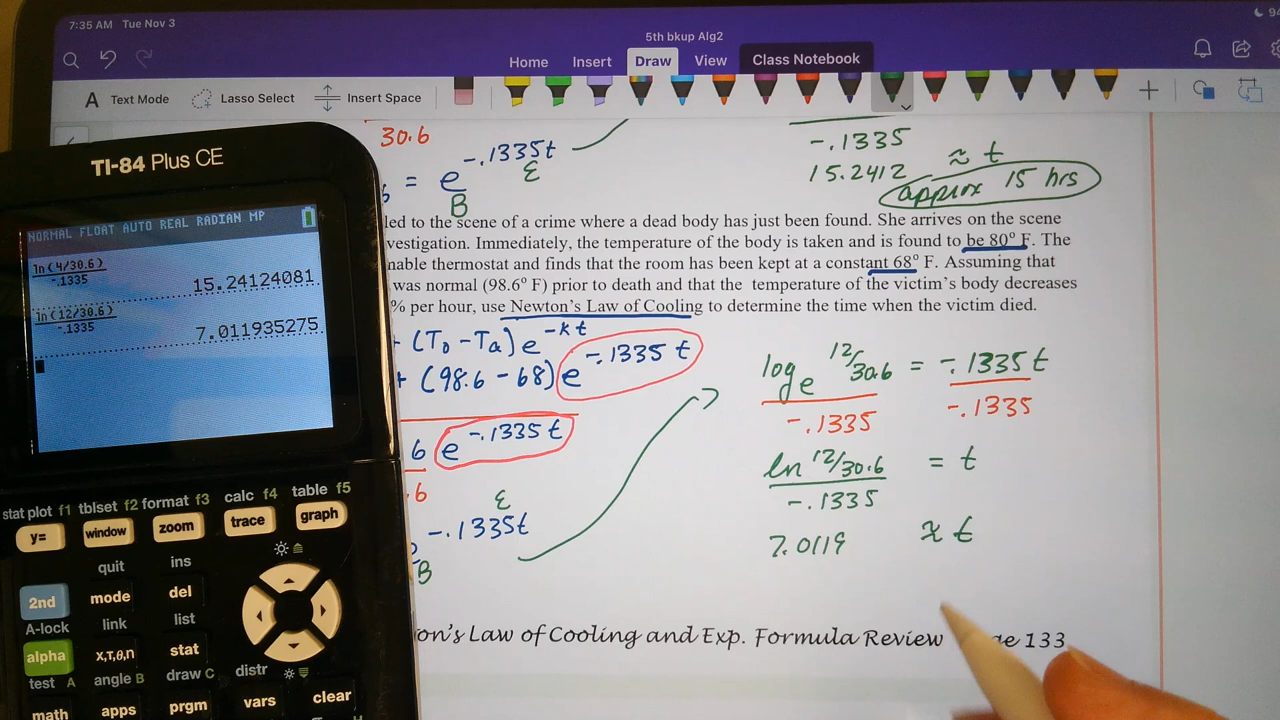 7:35 AM Tue Nov 3
5th bkup Alg2
Home Insert Draw View Class Notebook
A Text Mode Lasso Select Insert Space
30.6
= e -.1335t
B E
-.1335
15.2412 ≈ t
approx 15 hrs
led to the scene of a crime where a dead body has just been found. She arrives on the scene
vestigation. Immediately, the temperature of the body is taken and is found to be 80° F. The
nable thermostat and finds that the room has been kept at a constant 68° F. Assuming that
was normal (98.6° F) prior to death and that the temperature of the victim's body decreases
% per hour, use Newton's Law of Cooling to determine the time when the victim died.
+ (To - Ta) e -kt
+ (98.6 - 68) e -.1335 t
6 e -.1335 t
.6
E
-.1335t
B
log e 12/30.6 = -.1335t
-.1335 -.1335
ln 12/30.6 = t
-.1335
7.0119 ≈ t
on's Law of Cooling and Exp. Formula Review ge 133
TI-84 Plus CE
NORMAL FLOAT AUTO REAL RADIAN MP
ln(4/30.6)
-.1335
15.24124081
ln(12/30.6)
-.1335
7.011935275
stat plot f1 tblset f2 format f3 calc f4 table f5
y= window zoom trace graph
quit ins
2nd mode del
A-lock link list
alpha X,T,θ,n stat
test A angle B draw C distr
math apps prgm vars clear